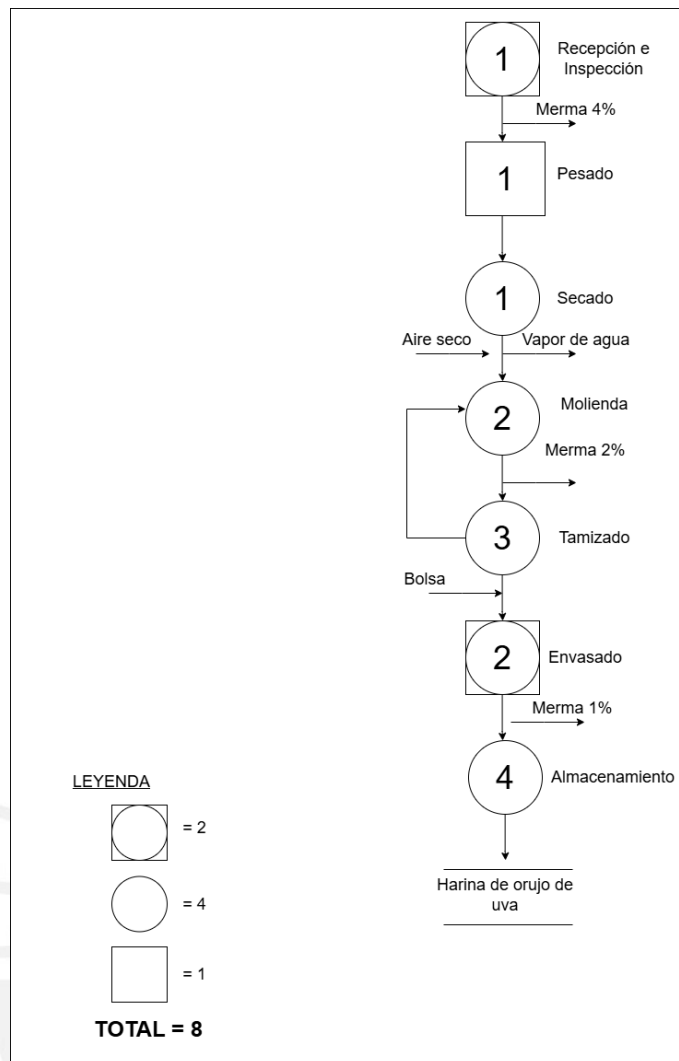 1
Recepción e
Inspección
Merma 4%
1
Pesado
1
Secado
Aire seco
Vapor de agua
2
Molienda
Merma 2%
3
Tamizado
Bolsa
2
Envasado
Merma 1%
4
Almacenamiento
Harina de orujo de
uva
LEYENDA
= 2
= 4
= 1
TOTAL = 8